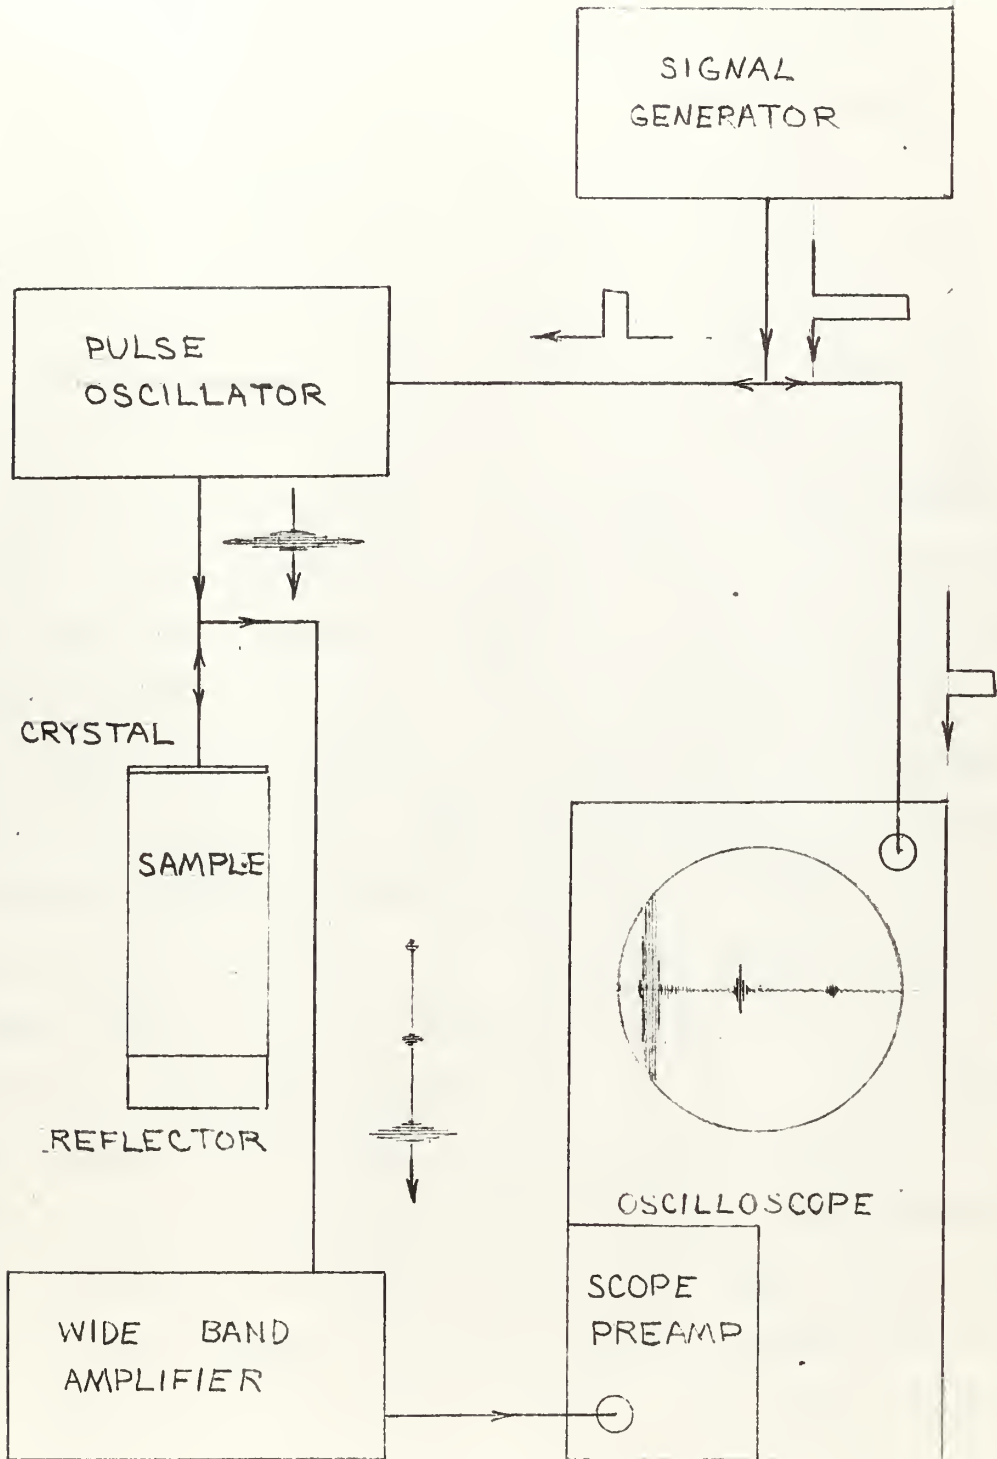 SIGNAL
GENERATOR
PULSE
OSCILLATOR
CRYSTAL
SAMPLE
REFLECTOR
OSCILLOSCOPE
SCOPE
PREAMP
WIDE BAND
AMPLIFIER